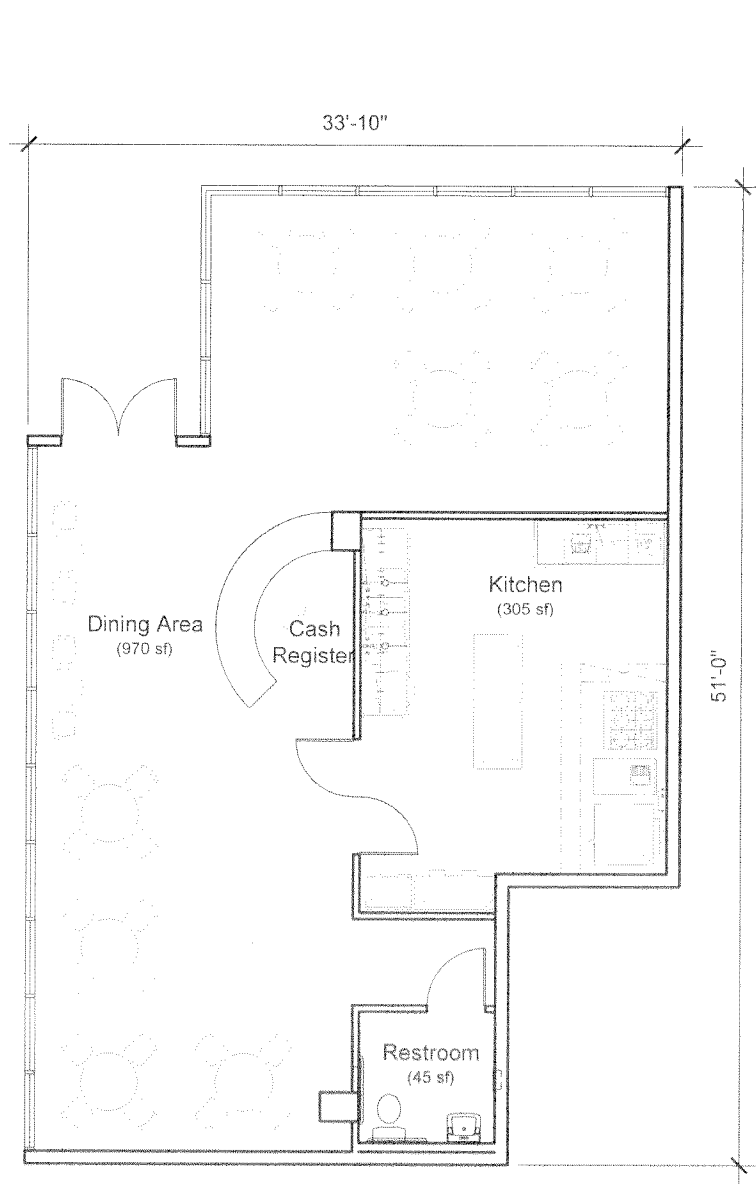 33'-10"
Kitchen
(305 sf)
Dining Area
(970 sf)
Cash
Register
51'-0"
Restroom
(45 sf)